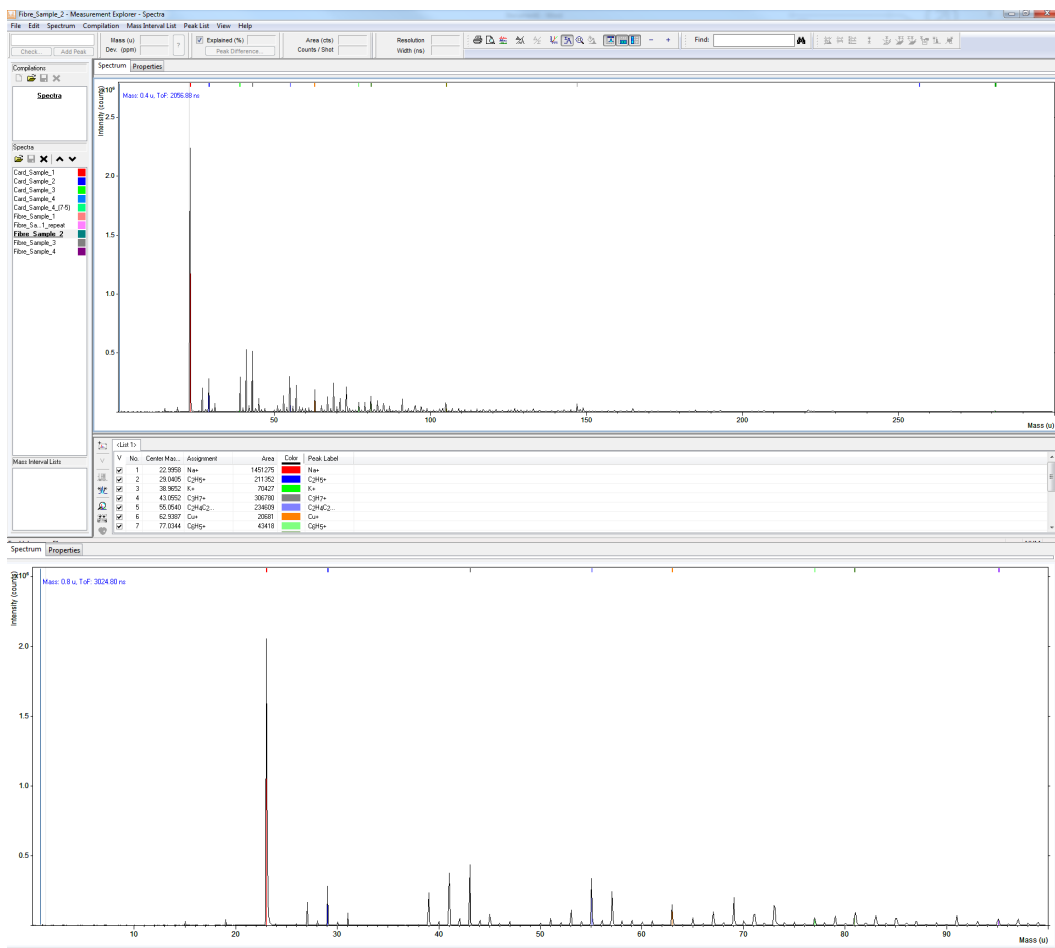 Fibre_Sample_2 - Measurement Explorer - Spectra
File Edit Spectrum Compilation Mass Interval List Peak List View Help
Mass (u) Explained (%) Area (cts) Resolution Find:
Check... Add Peak Dev. (ppm) ? Peak Difference... Counts / Shot Width (ns)
Compilations
Spectra
Spectra
Card_Sample_1
Card_Sample_2
Card_Sample_3
Card_Sample_4
Card_Sample_4_(7-5)
Fibre_Sample_1
Fibre_Sa...1_repeat
Fibre_Sample_2
Fibre_Sample_3
Fibre_Sample_4
Mass Interval Lists
Spectrum Properties
x10⁶
Mass: 0.4 u, ToF: 2056.88 ns
Intensity (counts)
2.5
2.0
1.5
1.0
0.5
50 100 150 200 250
Mass (u)
<List 1>
V No. Center Mas... Assignment Area Color Peak Label
1 22.9958 Na+ 1451275 Na+
2 29.0405 C₂H₅+ 211352 C₂H₅+
3 38.9652 K+ 70427 K+
4 43.0552 C₃H₇+ 306780 C₃H₇+
5 55.0540 C₂H₄C₂... 234609 C₂H₄C₂...
6 62.9387 Cu+ 20681 Cu+
7 77.0344 C₆H₅+ 43418 C₆H₅+
Spectrum Properties
x10⁶
Mass: 0.8 u, ToF: 3024.80 ns
Intensity (counts)
2.0
1.5
1.0
0.5
10 20 30 40 50 60 70 80 90
Mass (u)